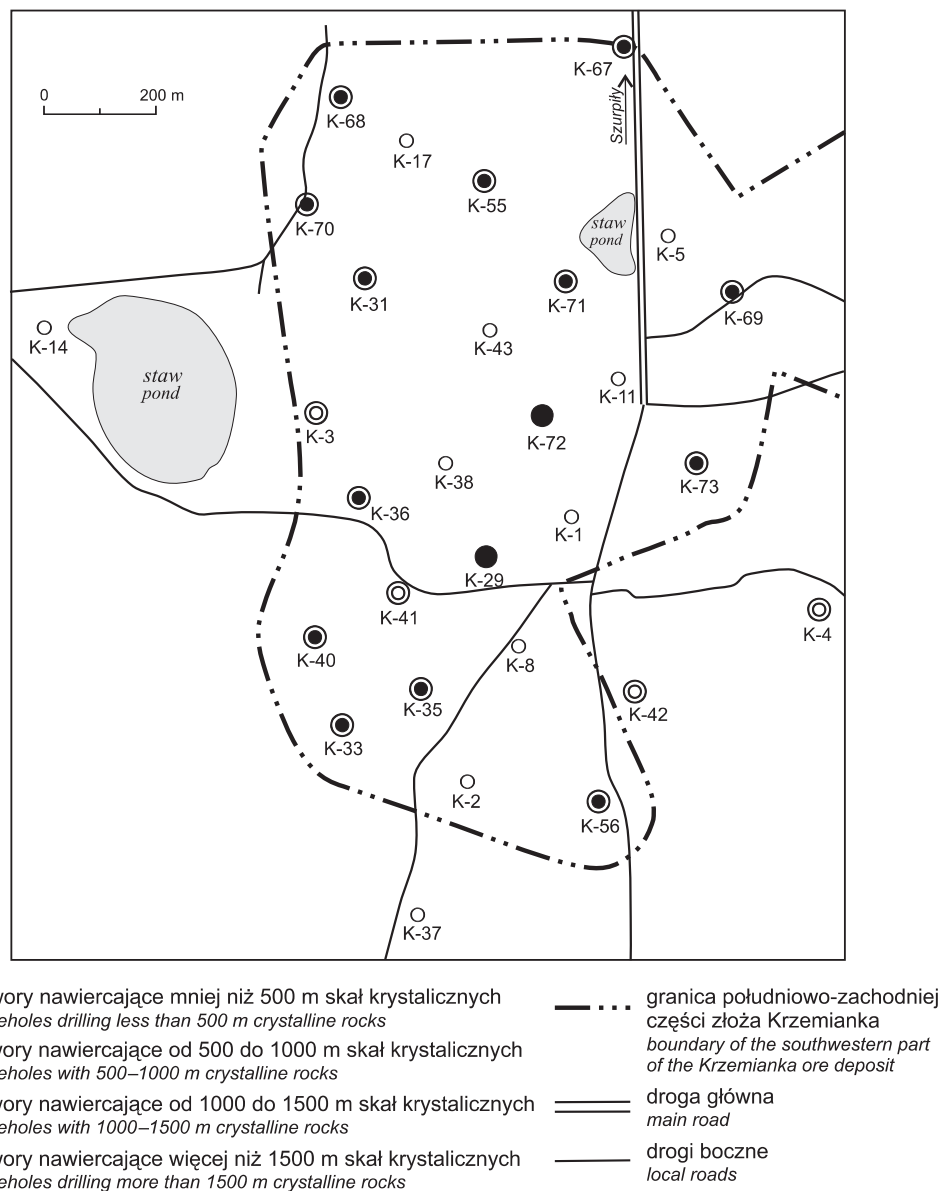 K-67
0 200 m
K-68
Szurpiły
K-17
K-55
K-70
staw
pond
K-5
K-31
K-71
K-69
K-14
K-43
staw
pond
K-11
K-3
K-72
K-38
K-73
K-36
K-1
K-29
K-41
K-4
K-40
K-8
K-35
K-42
K-33
K-2
K-56
K-37
wory nawiercające mniej niż 500 m skał krystalicznych
eholes drilling less than 500 m crystalline rocks
wory nawiercające od 500 do 1000 m skał krystalicznych
eholes with 500–1000 m crystalline rocks
wory nawiercające od 1000 do 1500 m skał krystalicznych
eholes with 1000–1500 m crystalline rocks
wory nawiercające więcej niż 1500 m skał krystalicznych
eholes drilling more than 1500 m crystalline rocks
granica południowo-zachodniej
części złoża Krzemianka
boundary of the southwestern part
of the Krzemianka ore deposit
droga główna
main road
drogi boczne
local roads